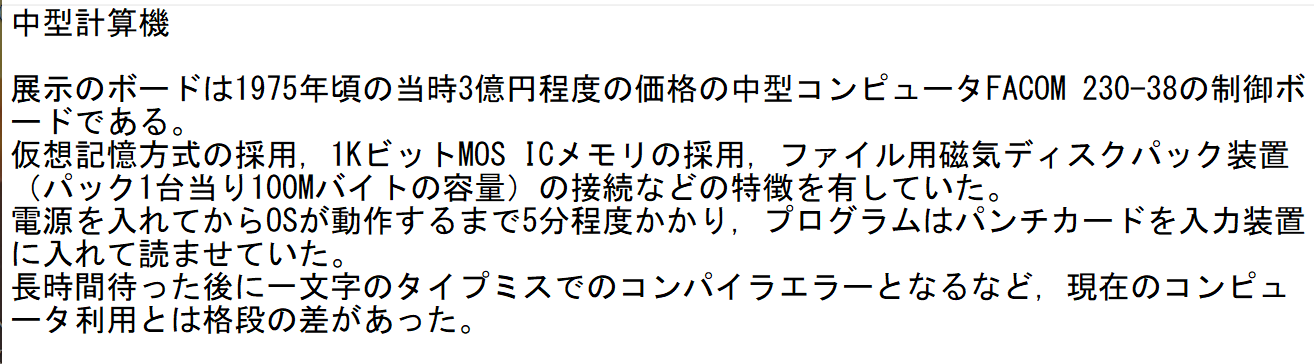 中型計算機
展示のボードは1975年頃の当時3億円程度の価格の中型コンピュータFACOM 230-38の制御ボ
ードである。
仮想記憶方式の採用，1KビットMOS ICメモリの採用，ファイル用磁気ディスクパック装置
（パック1台当り100Mバイトの容量）の接続などの特徴を有していた。
電源を入れてからOSが動作するまで5分程度かかり，プログラムはパンチカードを入力装置
に入れて読ませていた。
長時間待った後に一文字のタイプミスでのコンパイラエラーとなるなど，現在のコンピュ
ータ利用とは格段の差があった。